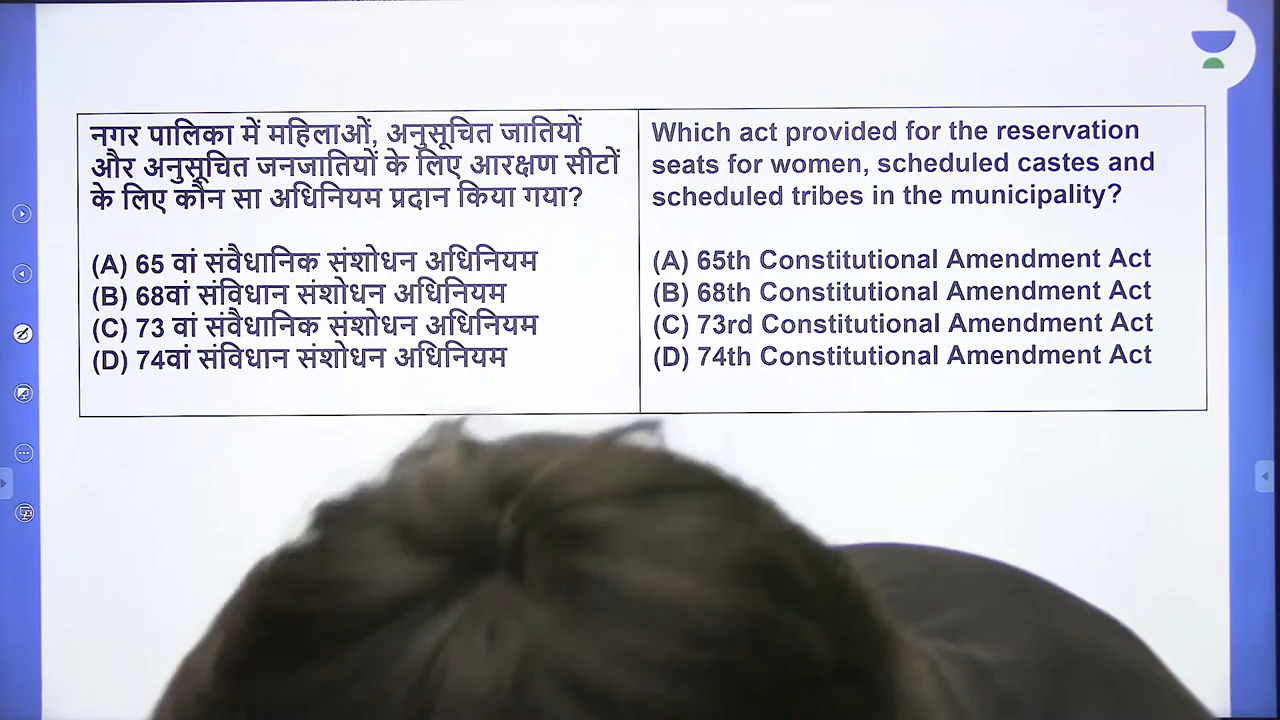 नगर पालिका में महिलाओं, अनुसूचित जातियों
और अनुसूचित जनजातियों के लिए आरक्षण सीटों
के लिए कौन सा अधिनियम प्रदान किया गया?
(A) 65 वां संवैधानिक संशोधन अधिनियम
(B) 68वां संविधान संशोधन अधिनियम
(C) 73 वां संवैधानिक संशोधन अधिनियम
(D) 74वां संविधान संशोधन अधिनियम
Which act provided for the reservation
seats for women, scheduled castes and
scheduled tribes in the municipality?
(A) 65th Constitutional Amendment Act
(B) 68th Constitutional Amendment Act
(C) 73rd Constitutional Amendment Act
(D) 74th Constitutional Amendment Act